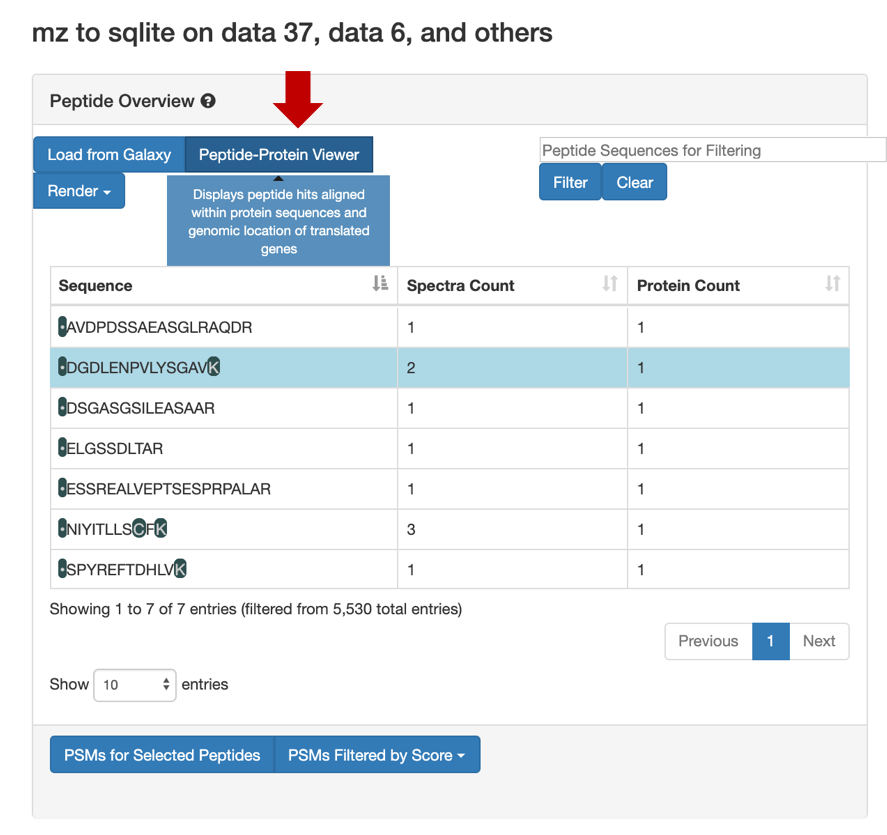 mz to sqlite on data 37, data 6, and others
Peptide Overview ?
Load from Galaxy Peptide-Protein Viewer
Peptide Sequences for Filtering
Render
Filter Clear
Displays peptide hits aligned
within protein sequences and
genomic location of translated
genes
Sequence Spectra Count Protein Count
•AVDPDSSAEASGLRAQDR 1 1
•DGDLENPVLYSGAVK 2 1
•DSGASGSILEASAAR 1 1
•ELGSSDLTAR 1 1
•ESSREALVEPTSESPRPALAR 1 1
•NIYITLLSCFK 3 1
•SPYREFTDHLVK 1 1
Showing 1 to 7 of 7 entries (filtered from 5,530 total entries)
Previous 1 Next
Show 10 entries
PSMs for Selected Peptides PSMs Filtered by Score